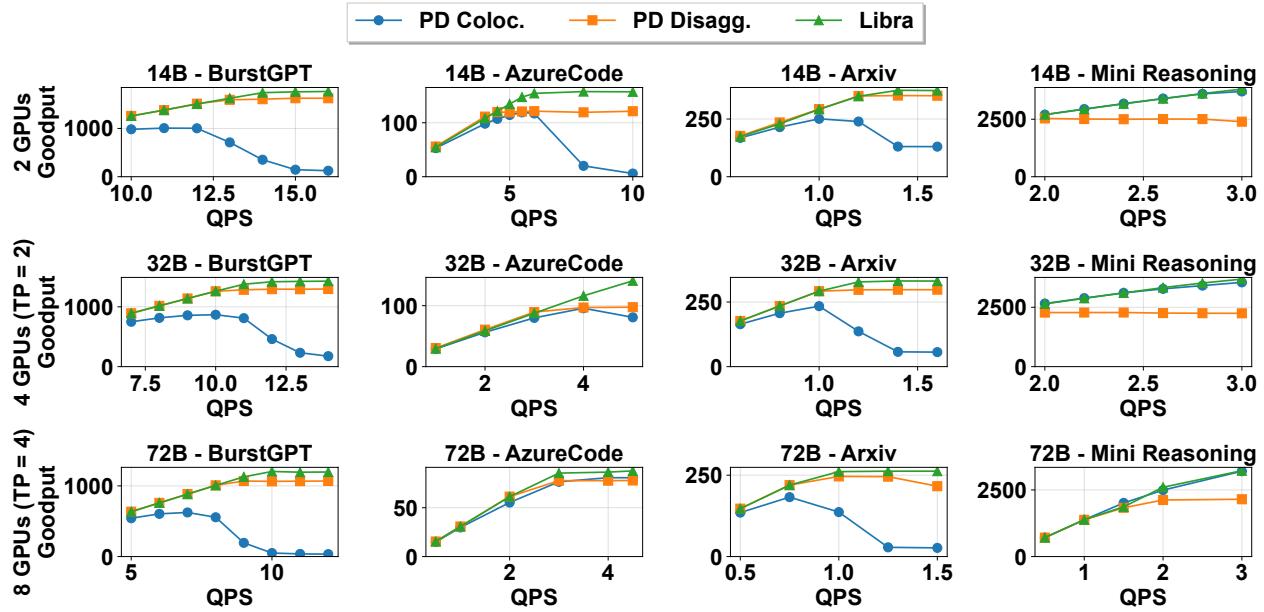 PD Coloc. PD Disagg. Libra
2 GPUs
Goodput
14B - BurstGPT
1000
0
10.0 12.5 15.0
QPS
14B - AzureCode
100
0
5 10
QPS
14B - Arxiv
250
0
1.0 1.5
QPS
14B - Mini Reasoning
2500
0
2.0 2.5 3.0
QPS
4 GPUs (TP = 2)
Goodput
32B - BurstGPT
1000
0
7.5 10.0 12.5
QPS
32B - AzureCode
100
0
2 4
QPS
32B - Arxiv
250
0
1.0 1.5
QPS
32B - Mini Reasoning
2500
0
2.0 2.5 3.0
QPS
8 GPUs (TP = 4)
Goodput
72B - BurstGPT
1000
0
5 10
QPS
72B - AzureCode
50
0
2 4
QPS
72B - Arxiv
250
0
0.5 1.0 1.5
QPS
72B - Mini Reasoning
2500
0
1 2 3
QPS